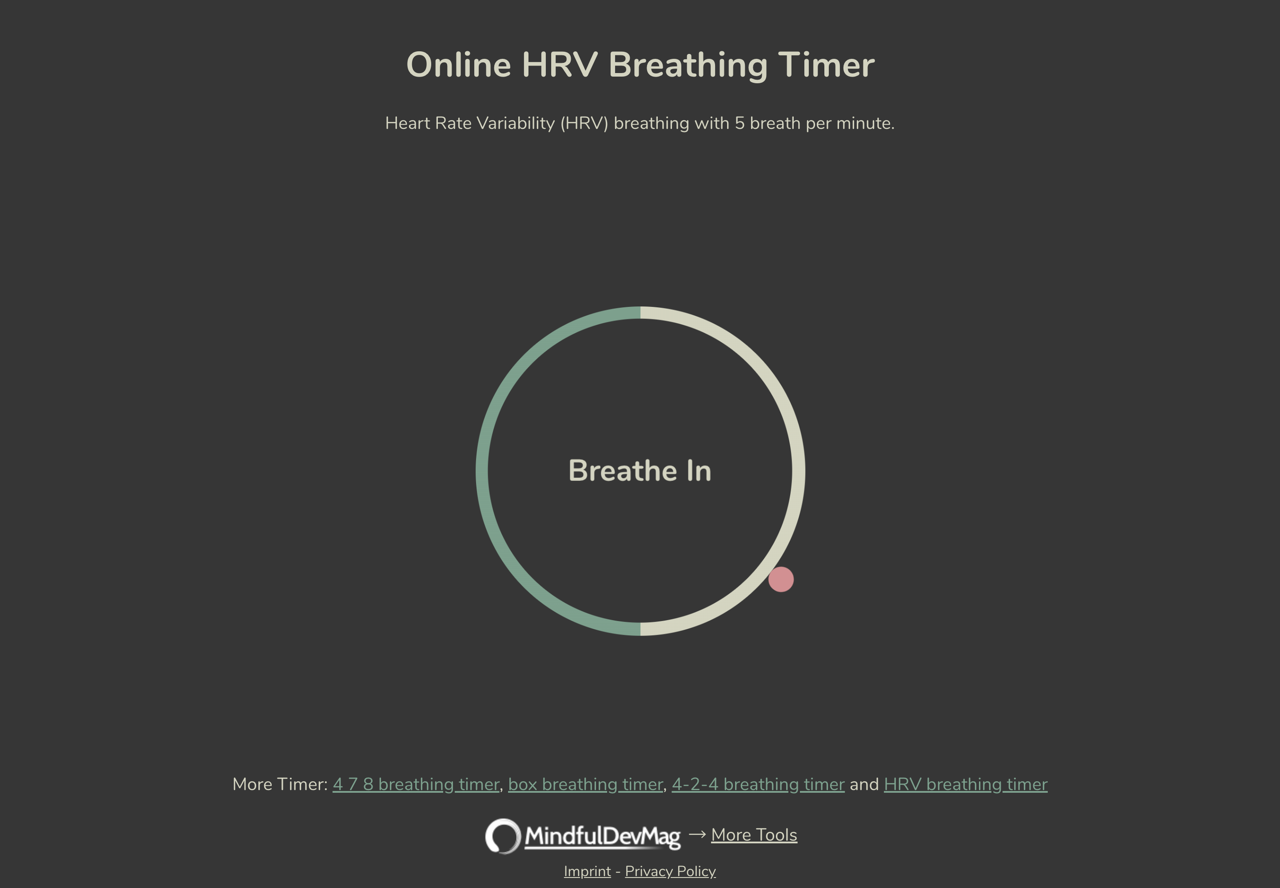 Online HRV Breathing Timer
Heart Rate Variability (HRV) breathing with 5 breath per minute.
Breathe In
More Timer: 4 7 8 breathing timer, box breathing timer, 4-2-4 breathing timer and HRV breathing timer
MindfulDevMag → More Tools
Imprint - Privacy Policy